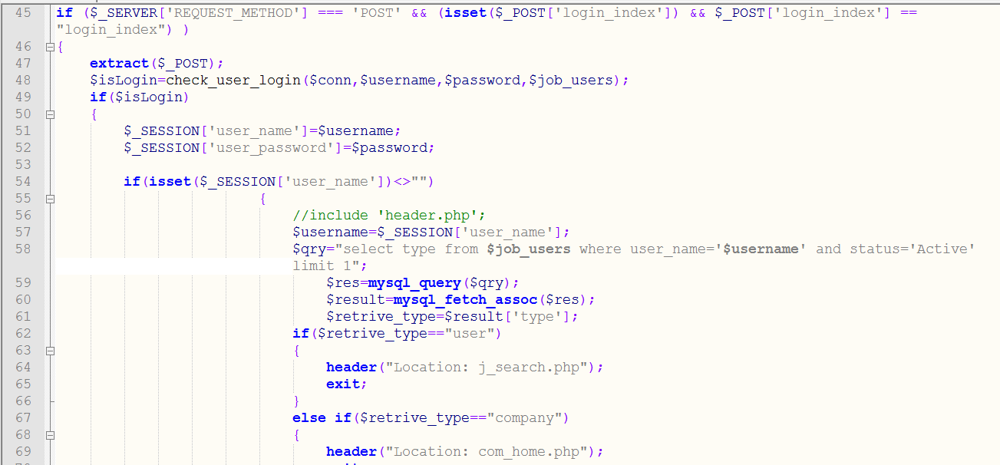 45 if ($_SERVER['REQUEST_METHOD'] === 'POST' && (isset($_POST['login_index']) && $_POST['login_index'] ==
"login_index") )
46 {
47 extract($_POST);
48 $isLogin=check_user_login($conn,$username,$password,$job_users);
49 if($isLogin)
50 {
51 $_SESSION['user_name']=$username;
52 $_SESSION['user_password']=$password;
53
54 if(isset($_SESSION['user_name'])<>"")
55 {
56 //include 'header.php';
57 $username=$_SESSION['user_name'];
58 $qry="select type from $job_users where user_name='$username' and status='Active'
limit 1";
59 $res=mysql_query($qry);
60 $result=mysql_fetch_assoc($res);
61 $retrive_type=$result['type'];
62 if($retrive_type=="user")
63 {
64 header("Location: j_search.php");
65 exit;
66 }
67 else if($retrive_type=="company")
68 {
69 header("Location: com_home.php");